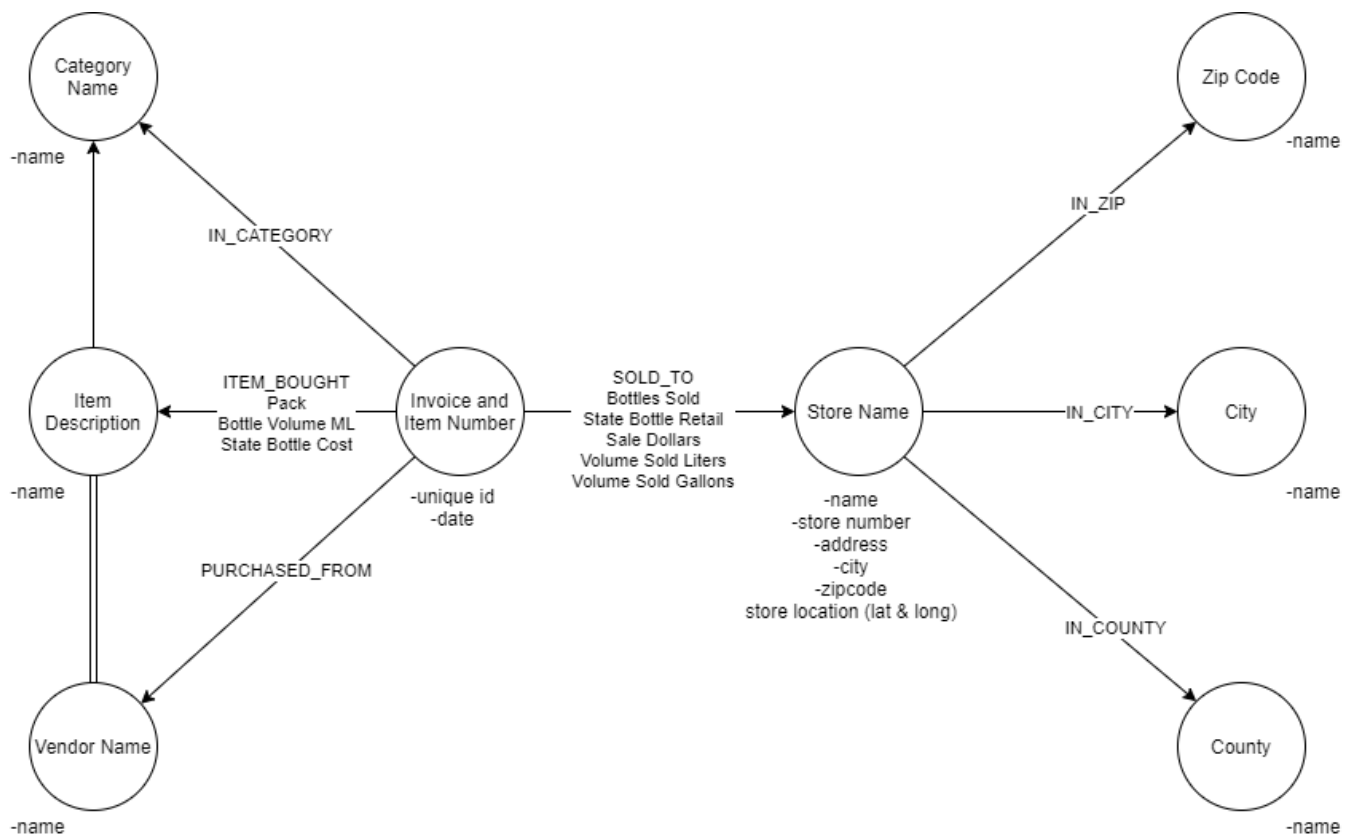 Category
Name
-name
Zip Code
-name
IN_CATEGORY
IN_ZIP
Item
Description
-name
ITEM_BOUGHT
Pack
Bottle Volume ML
State Bottle Cost
Invoice and
Item Number
-unique id
-date
SOLD_TO
Bottles Sold
State Bottle Retail
Sale Dollars
Volume Sold Liters
Volume Sold Gallons
Store Name
-name
-store number
-address
-city
-zipcode
store location (lat & long)
IN_CITY
City
-name
PURCHASED_FROM
IN_COUNTY
Vendor Name
-name
County
-name